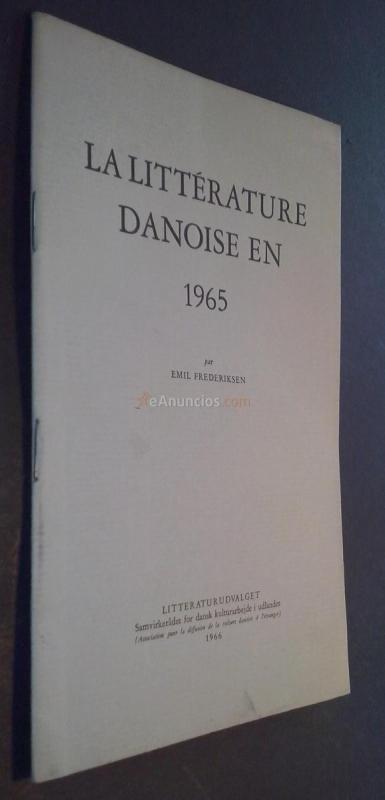 LA LITTÉRATURE
DANOISE EN
1965
par
EMIL FREDERIKSEN
eAnuncios.com
LITTERATURUDVALGET
Samvirkerådet for dansk kulturarbejde i udlandet
(Association pour la diffusion de la culture danoise à l'étranger)
1966